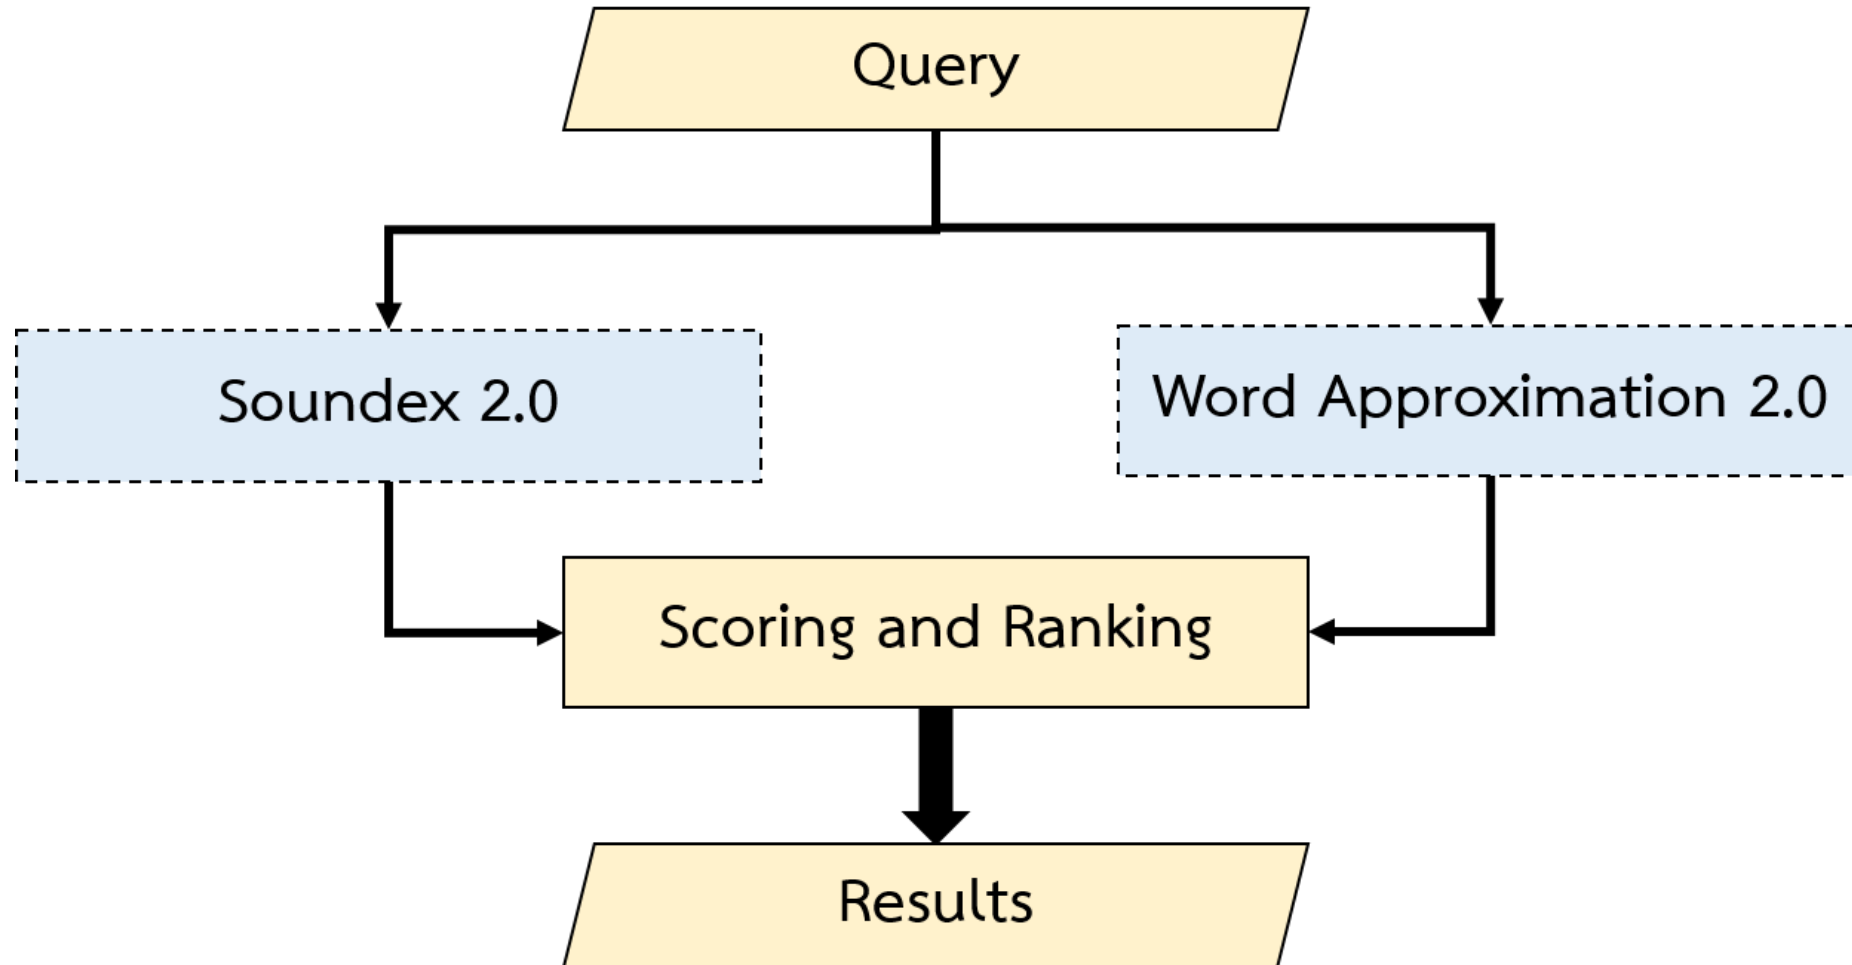 Query
Soundex 2.0
Word Approximation 2.0
Scoring and Ranking
Results